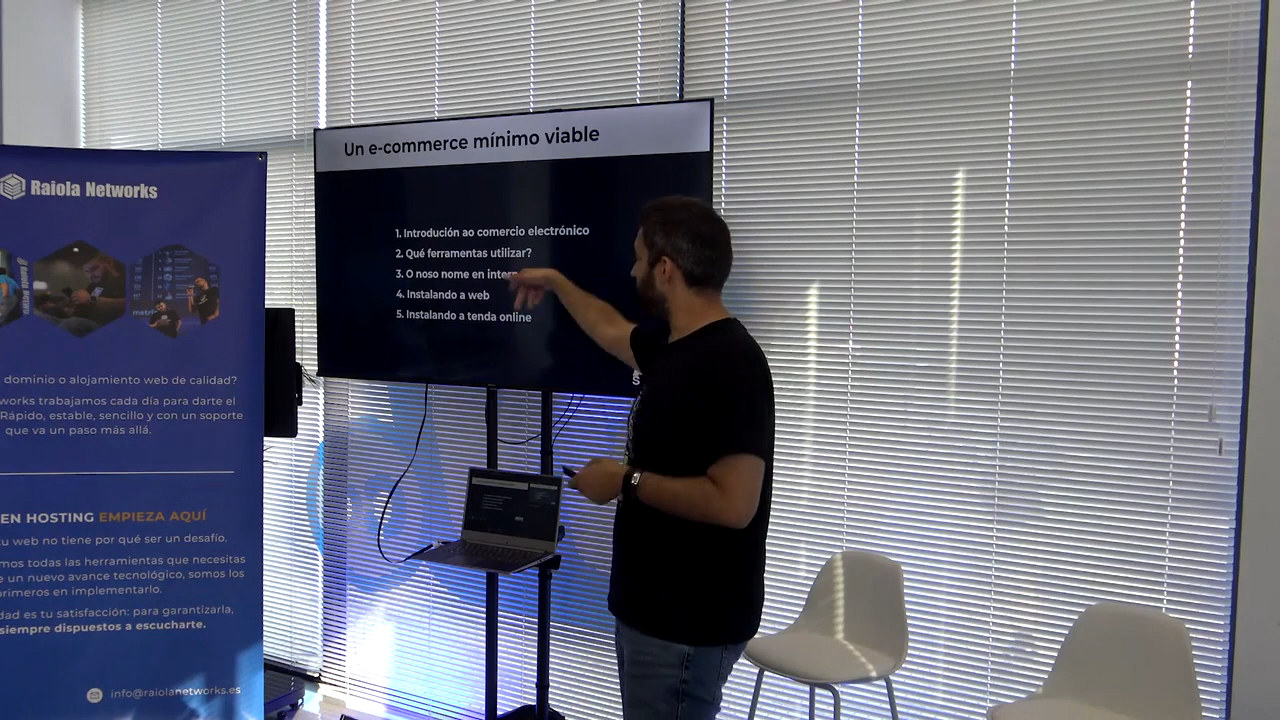 Raiola Networks
dominio o alojamiento web de calidad?
works trabajamos cada día para darte el
Rápido, estable, sencillo y con un soporte
que va un paso más allá.
EN HOSTING EMPIEZA AQUÍ
tu web no tiene por qué ser un desafío.
mos todas las herramientas que necesitas
e un nuevo avance tecnológico, somos los
primeros en implementarlo.
dad es tu satisfacción: para garantizarla,
siempre dispuestos a escucharte.
info@raiolanetworks.es
Un e-commerce mínimo viable
1. Introdución ao comercio electrónico
2. Qué ferramentas utilizar?
3. O noso nome en intern
4. Instalando a web
5. Instalando a tenda online
S